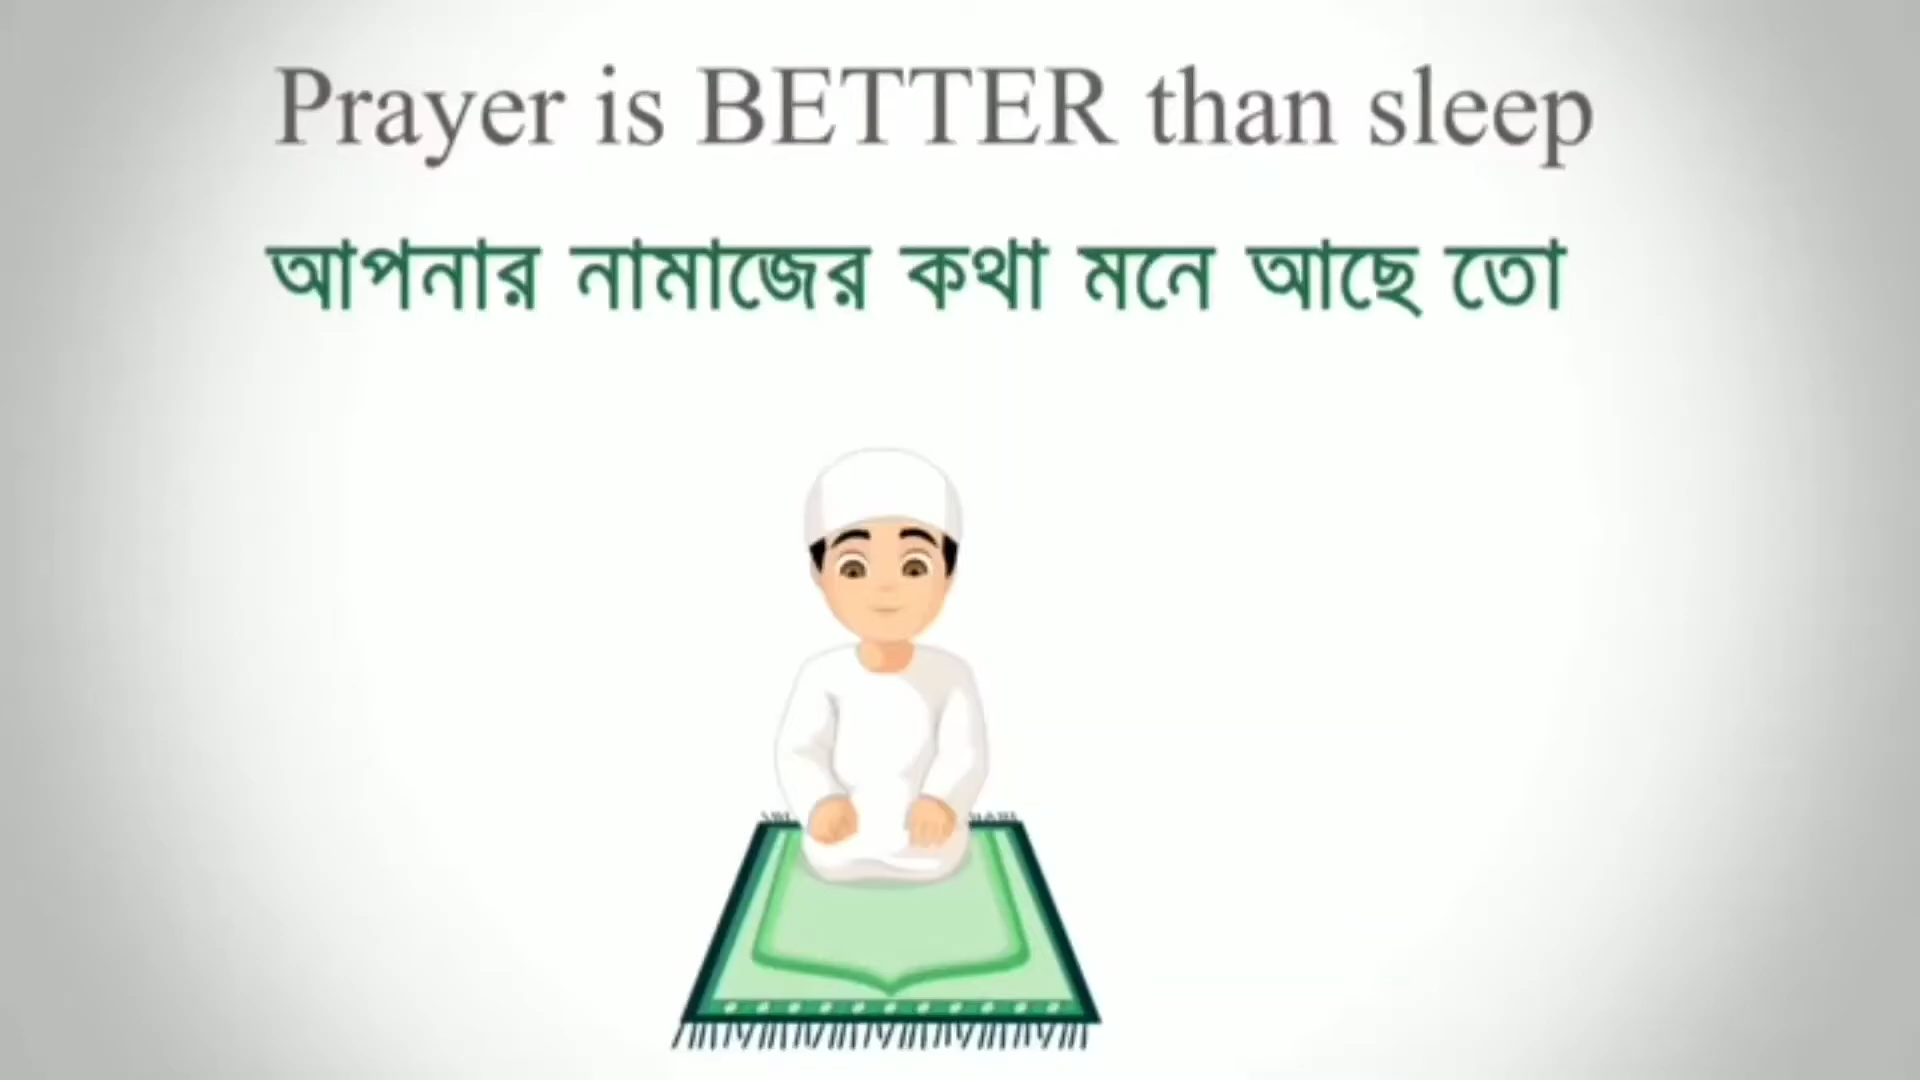 Prayer is BETTER than sleep
আপনার নামাজের কথা মনে আছে তো